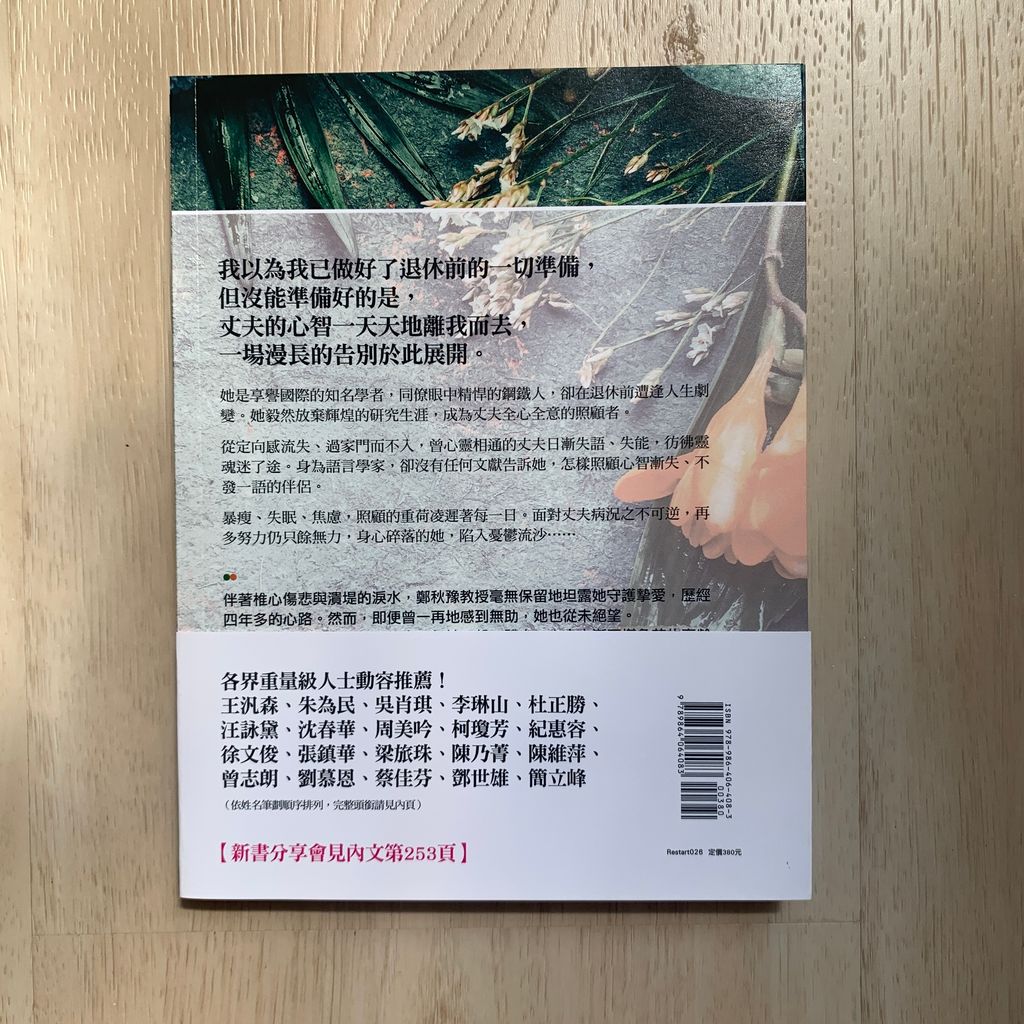 我以為我已做好了退休前的一切準備，
但沒能準備好的是，
丈夫的心智一天天地離我而去，
一場漫長的告別於此展開。
她是享譽國際的知名學者，同僚眼中精悍的鋼鐵人，卻在退休前遭逢人生劇
變。她毅然放棄輝煌的研究生涯，成為丈夫全心全意的照顧者。
從定向感流失、過家門而不入，曾心靈相通的丈夫日漸失語、失能，彷彿靈
魂迷了途。身為語言學家，卻沒有任何文獻告訴她，怎樣照顧心智漸失、不
發一語的伴侶。
暴瘦、失眠、焦慮，照顧的重荷凌遲著每一日。面對丈夫病況之不可逆，再
多努力仍只餘無力，身心碎落的她，陷入憂鬱流沙……
伴著椎心傷悲與潰堤的淚水，鄭秋豫教授毫無保留地坦露她守護摯愛，歷經
四年多的心路。然而，即便曾一再地感到無助，她也從未絕望。
各界重量級人士動容推薦！
王汎森、朱為民、吳肖琪、李琳山、杜正勝、
汪詠黛、沈春華、周美吟、柯瓊芳、紀惠容、
徐文俊、張鎮華、梁旅珠、陳乃菁、陳維萍、
曾志朗、劉慕恩、蔡佳芬、鄧世雄、簡立峰
（依姓名筆劃順序排列，完整頭銜請見內頁）
【新書分享會見內文第253頁】
ISBN 978-986-406-408-3
9 789864 064083
00380
Restart026 定價380元